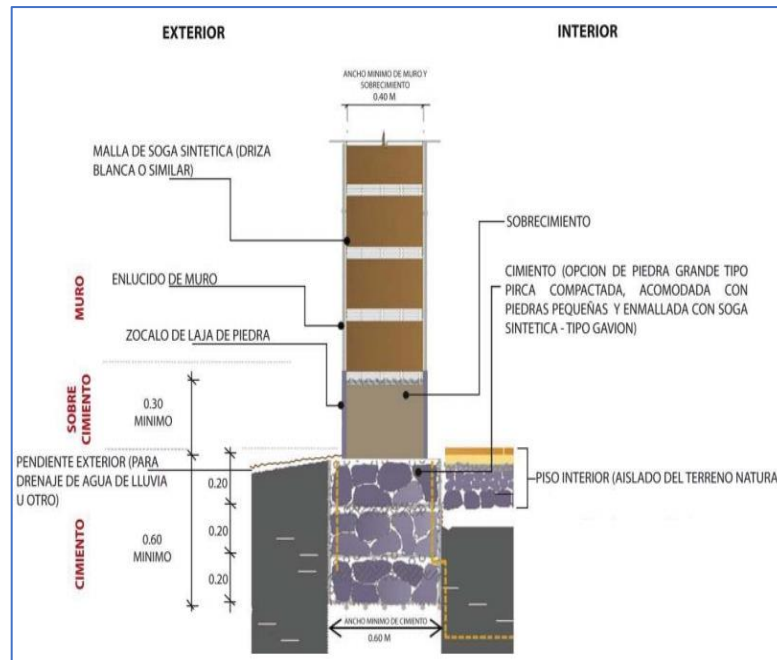 EXTERIOR
INTERIOR
ANCHO MINIMO DE MURO Y
SOBRECIMIENTO
0.40 M
MALLA DE SOGA SINTETICA (DRIZA
BLANCA O SIMILAR)
SOBRECIMIENTO
CIMIENTO (OPCION DE PIEDRA GRANDE TIPO
PIRCA COMPACTADA, ACOMODADA CON
PIEDRAS PEQUEÑAS Y ENMALLADA CON SOGA
SINTETICA - TIPO GAVION)
MURO
ENLUCIDO DE MURO
ZOCALO DE LAJA DE PIEDRA
SOBRE
CIMIENTO
0.30
MINIMO
PENDIENTE EXTERIOR (PARA
DRENAJE DE AGUA DE LLUVIA
U OTRO)
0.20
PISO INTERIOR (AISLADO DEL TERRENO NATURA
CIMIENTO
0.60
MINIMO
0.20
0.20
ANCHO MINIMO DE CIMIENTO
0.60 M